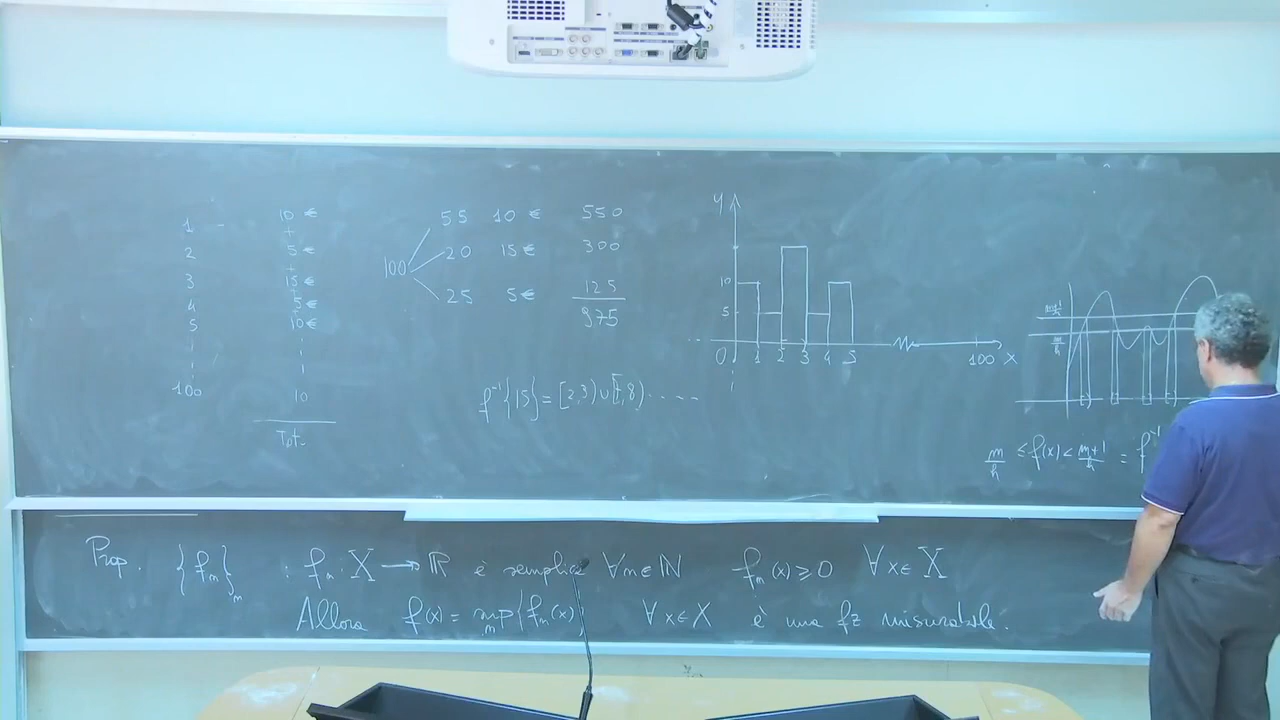 1 - 10 €
+
2 5 €
+
3 15 €
+
4 5 €
5 10 €
100 10
Tot.
100
55 10 € 550
20 15 € 300
25 5 € 125
975
f⁻¹{15} = [2,3) ∪ [7,8) ....
y
10
5
0 1 2 3 4 5 100 x
m+1/h
m/h
m/h ≤ f(x) < m+1/h = f⁻¹
Prop. {fₙ}ₙ : fₙ : X → ℝ è semplice ∀n∈ℕ fₙ(x) ≥ 0 ∀x∈X
Allora f(x) = sup ₙ{fₙ(x)} ∀x∈X è una fz misurabile.